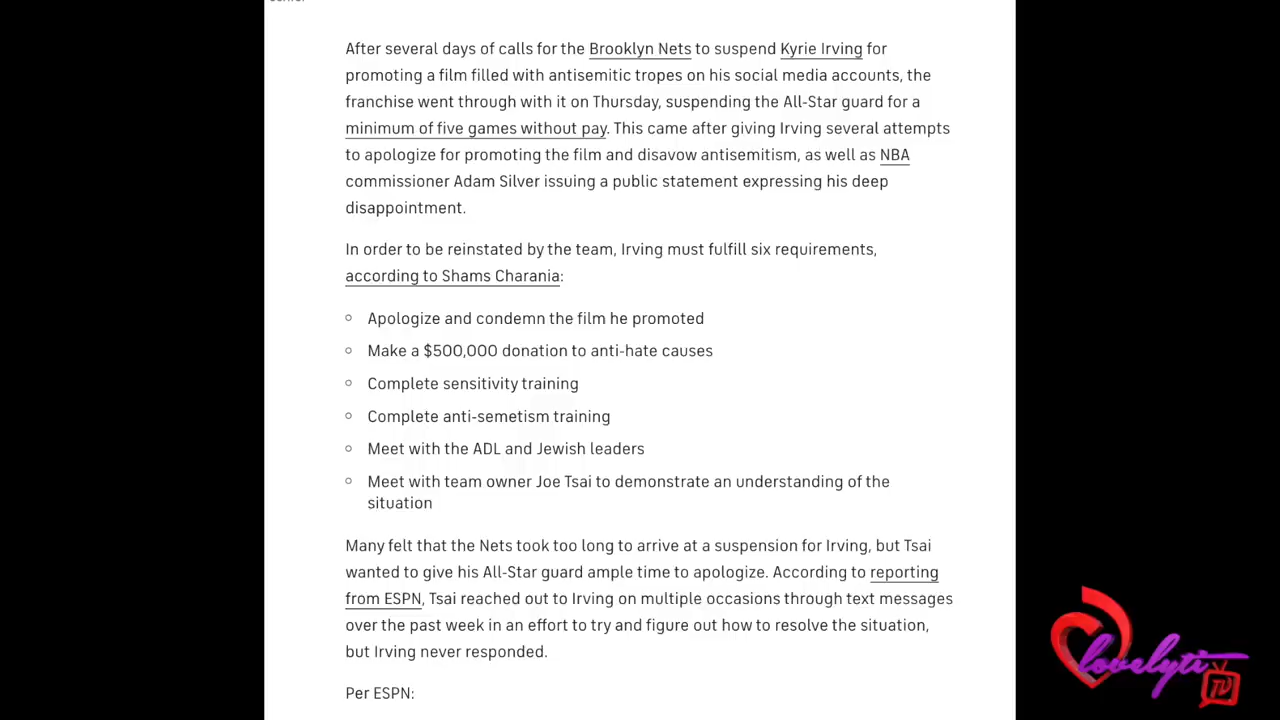 After several days of calls for the Brooklyn Nets to suspend Kyrie Irving for
promoting a film filled with antisemitic tropes on his social media accounts, the
franchise went through with it on Thursday, suspending the All-Star guard for a
minimum of five games without pay. This came after giving Irving several attempts
to apologize for promoting the film and disavow antisemitism, as well as NBA
commissioner Adam Silver issuing a public statement expressing his deep
disappointment.
In order to be reinstated by the team, Irving must fulfill six requirements,
according to Shams Charania:
Apologize and condemn the film he promoted
Make a $500,000 donation to anti-hate causes
Complete sensitivity training
Complete anti-semetism training
Meet with the ADL and Jewish leaders
Meet with team owner Joe Tsai to demonstrate an understanding of the
situation
Many felt that the Nets took too long to arrive at a suspension for Irving, but Tsai
wanted to give his All-Star guard ample time to apologize. According to reporting
from ESPN, Tsai reached out to Irving on multiple occasions through text messages
over the past week in an effort to try and figure out how to resolve the situation,
but Irving never responded.
Per ESPN:
lovelyti
TV